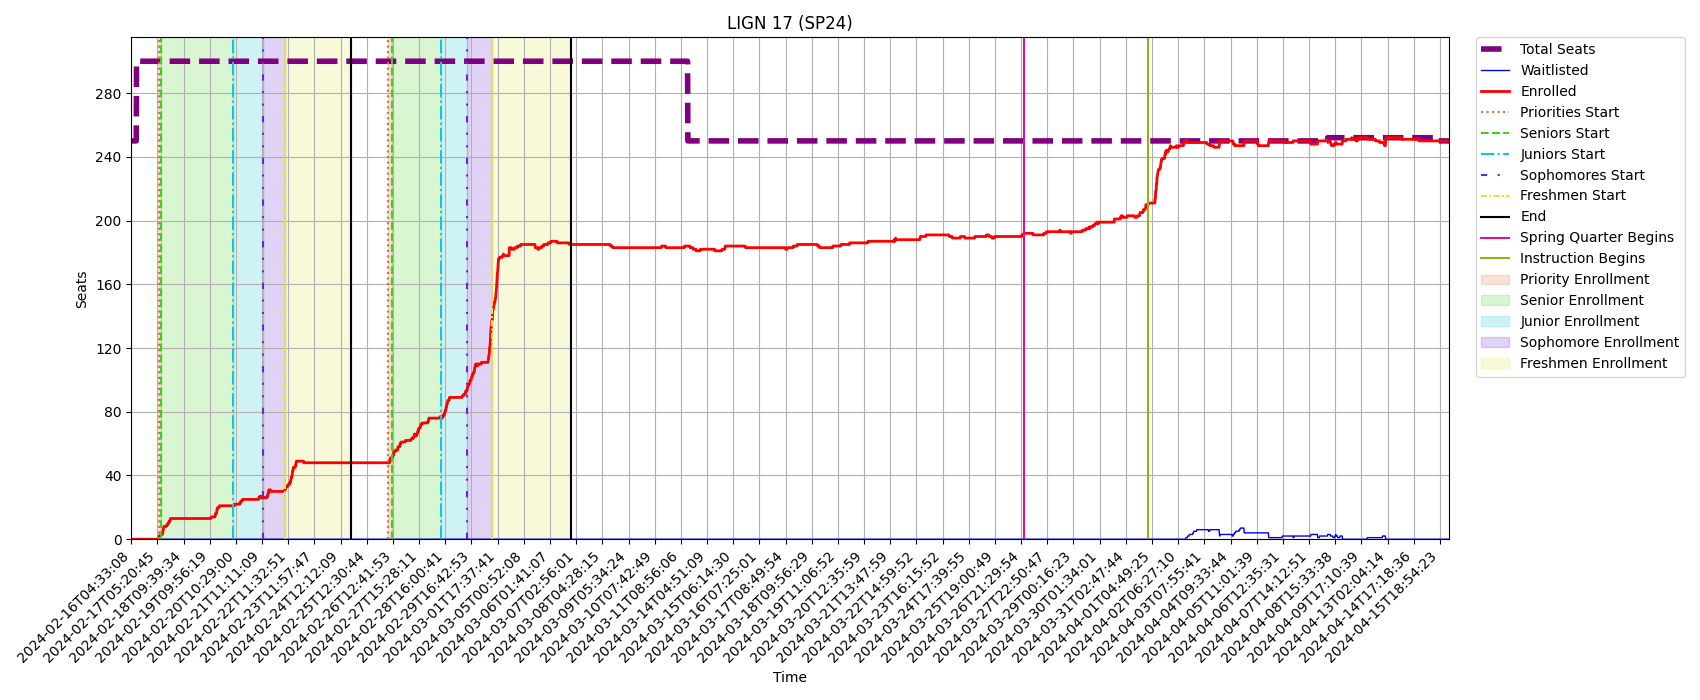 LIGN 17 (SP24)
Total Seats
Waitlisted
Enrolled
Priorities Start
Seniors Start
Juniors Start
Sophomores Start
Freshmen Start
End
Spring Quarter Begins
Instruction Begins
Priority Enrollment
Senior Enrollment
Junior Enrollment
Sophomore Enrollment
Freshmen Enrollment
Seats
280
240
200
160
120
80
40
0
2024-02-16T04:33:08
2024-02-17T05:20:45
2024-02-18T09:39:34
2024-02-19T09:56:19
2024-02-20T10:29:00
2024-02-21T11:11:09
2024-02-22T11:32:51
2024-02-23T11:57:47
2024-02-24T12:12:09
2024-02-25T12:30:44
2024-02-26T12:41:53
2024-02-27T15:28:11
2024-02-28T16:00:41
2024-02-29T16:42:53
2024-03-01T17:37:41
2024-03-05T00:52:08
2024-03-06T01:41:07
2024-03-07T02:56:01
2024-03-08T04:28:15
2024-03-09T05:34:24
2024-03-10T07:42:49
2024-03-11T08:56:00
2024-03-14T04:51:09
2024-03-15T06:14:30
2024-03-16T07:25:01
2024-03-17T08:49:54
2024-03-18T09:56:29
2024-03-19T11:06:52
2024-03-20T12:35:59
2024-03-21T13:47:59
2024-03-22T14:59:52
2024-03-23T16:15:52
2024-03-24T17:39:55
2024-03-25T19:00:49
2024-03-26T21:29:54
2024-03-27T22:50:47
2024-03-29T00:16:23
2024-03-30T01:34:01
2024-03-31T02:47:44
2024-04-01T04:49:25
2024-04-02T06:27:10
2024-04-03T07:55:41
2024-04-04T09:33:44
2024-04-05T11:01:39
2024-04-06T12:35:31
2024-04-07T14:12:51
2024-04-08T15:33:38
2024-04-09T17:10:39
2024-04-13T02:04:14
2024-04-14T17:18:36
2024-04-15T18:54:23
Time